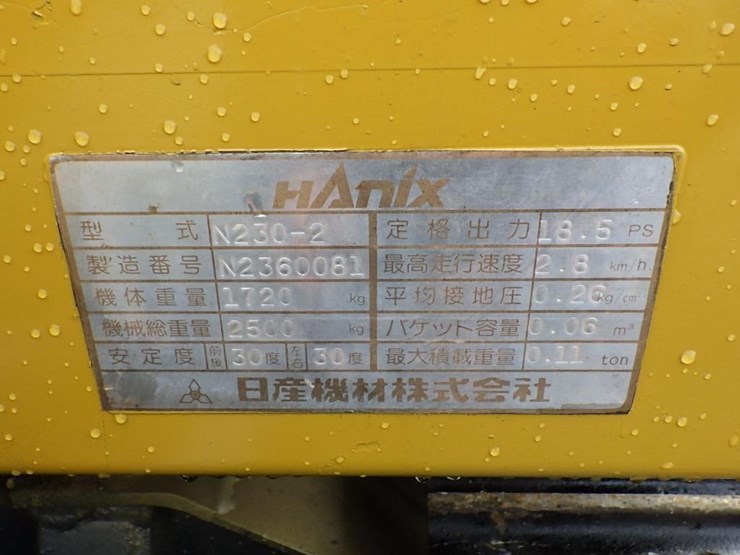 HAnix
型式 N230-2 定格出力 18.5 PS
製造番号 N2360081 最高走行速度 2.8 km/h.
機体重量 1720 kg 平均接地圧 0.26 kg/cm
機械総重量 2500 kg バケット容量 0.06 m³
安定度 前後 30度 左右 30度 最大積載重量 0.11 ton
日産機材株式会社